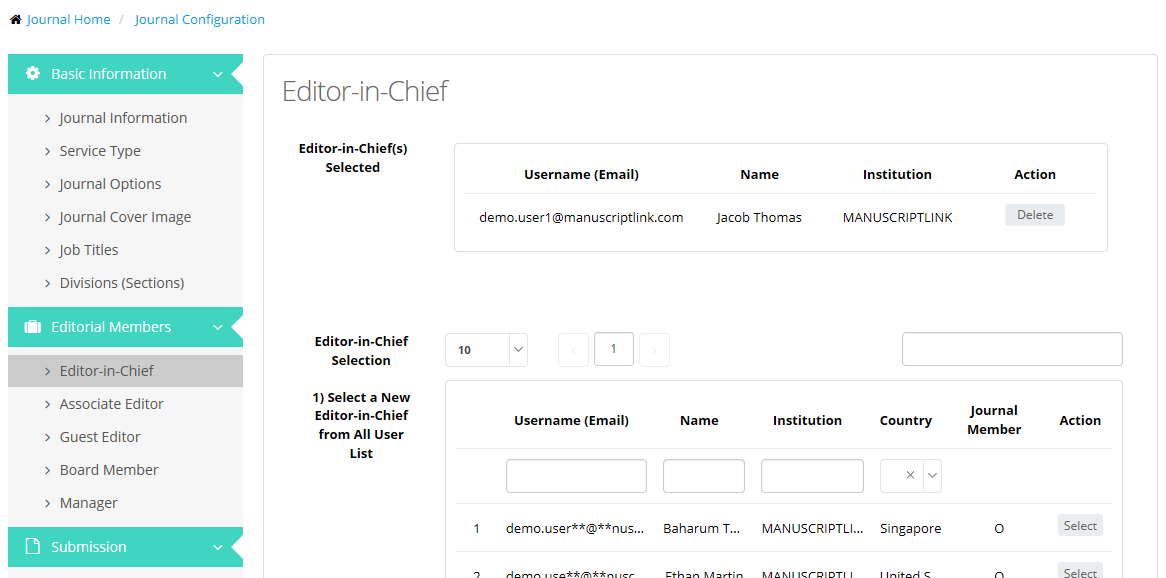 Journal Home / Journal Configuration
Basic Information
Journal Information
Service Type
Journal Options
Journal Cover Image
Job Titles
Divisions (Sections)
Editorial Members
Editor-in-Chief
Associate Editor
Guest Editor
Board Member
Manager
Submission
Editor-in-Chief
Editor-in-Chief(s)
Selected
Username (Email) Name Institution Action
demo.user1@manuscriptlink.com Jacob Thomas MANUSCRIPTLINK Delete
Editor-in-Chief
Selection
10 1
1) Select a New
Editor-in-Chief
from All User
List
Username (Email) Name Institution Country Journal Member Action
1 demo.user**@**nus... Baharum T... MANUSCRIPTLI... Singapore O Select
2 demo.use**@**nusc... Ethan Martin MANUSCRIPTLI... United S... O Select